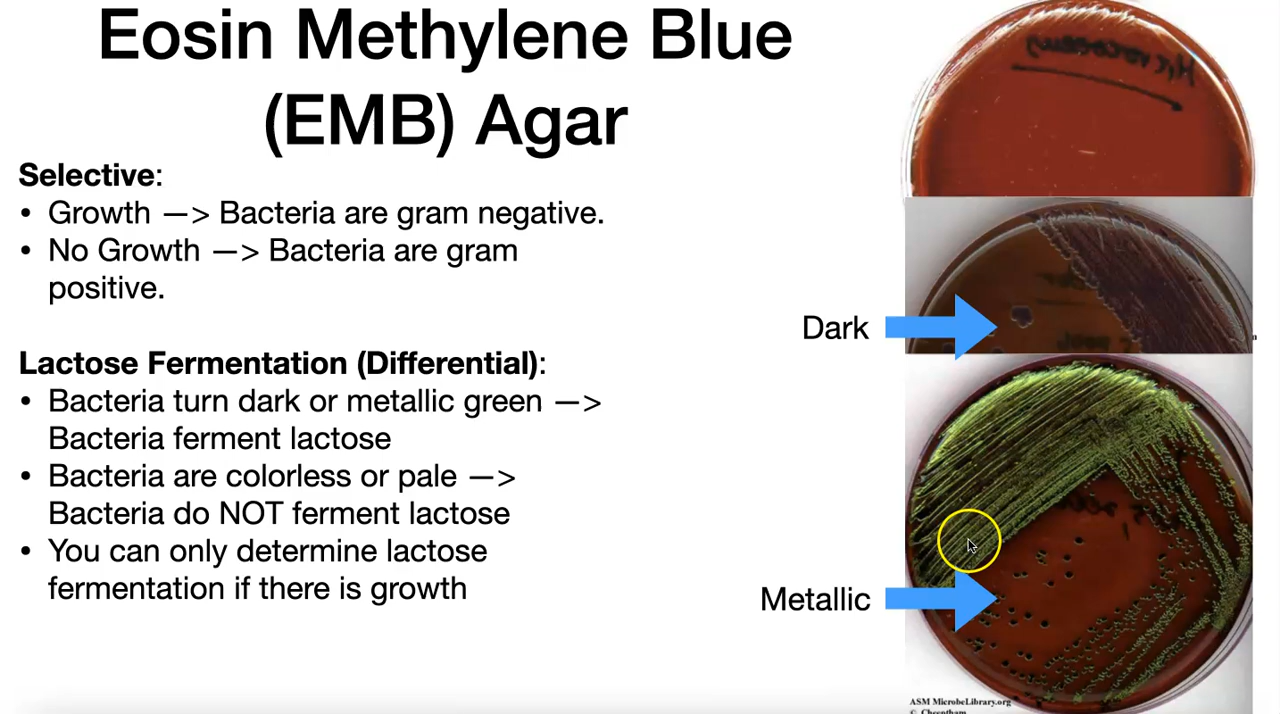 Eosin Methylene Blue
(EMB) Agar
Selective:
• Growth —> Bacteria are gram negative.
• No Growth —> Bacteria are gram
positive.
Lactose Fermentation (Differential):
• Bacteria turn dark or metallic green —>
Bacteria ferment lactose
• Bacteria are colorless or pale —>
Bacteria do NOT ferment lactose
• You can only determine lactose
fermentation if there is growth
Dark
Metallic
ASM MicrobeLibrary.org
© Cheeptham